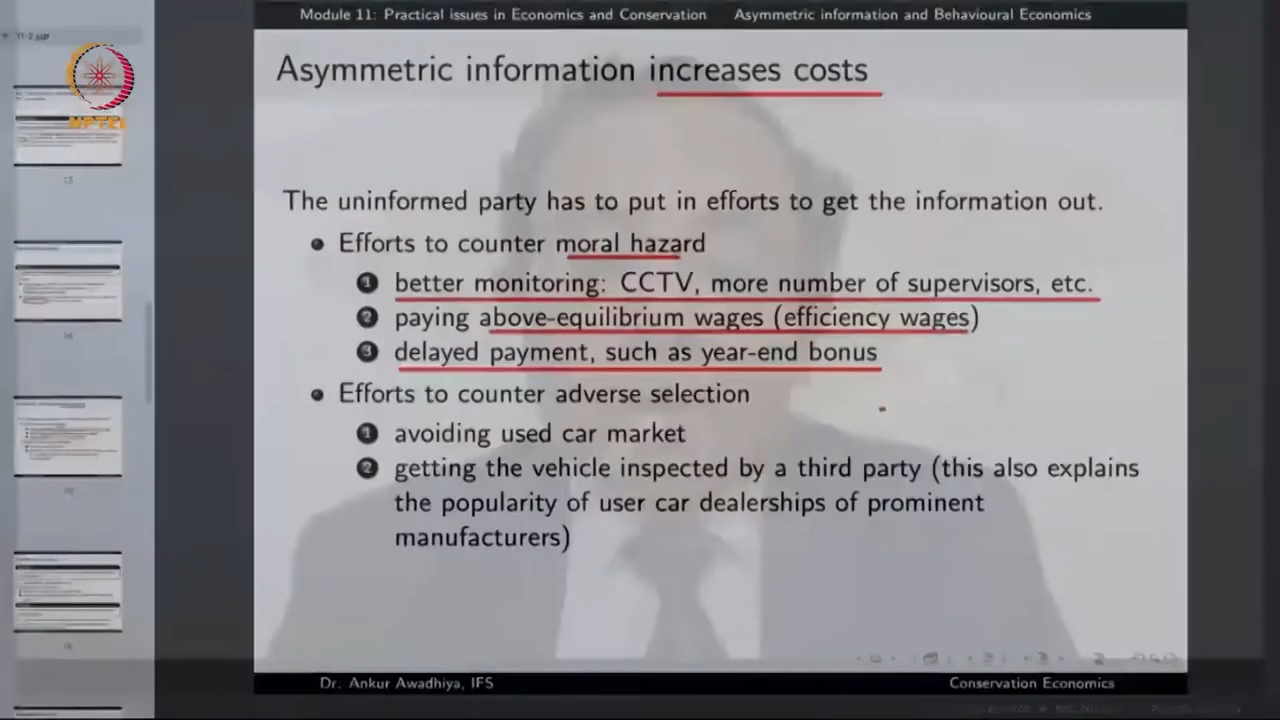 Module 11: Practical issues in Economics and Conservation Asymmetric information and Behavioural Economics
11-2.pdf
NPTEL
Asymmetric information increases costs
The uninformed party has to put in efforts to get the information out.
• Efforts to counter moral hazard
1 better monitoring: CCTV, more number of supervisors, etc.
2 paying above-equilibrium wages (efficiency wages)
3 delayed payment, such as year-end bonus
• Efforts to counter adverse selection
1 avoiding used car market
2 getting the vehicle inspected by a third party (this also explains
the popularity of user car dealerships of prominent
manufacturers)
Dr. Ankur Awadhiya, IFS Conservation Economics